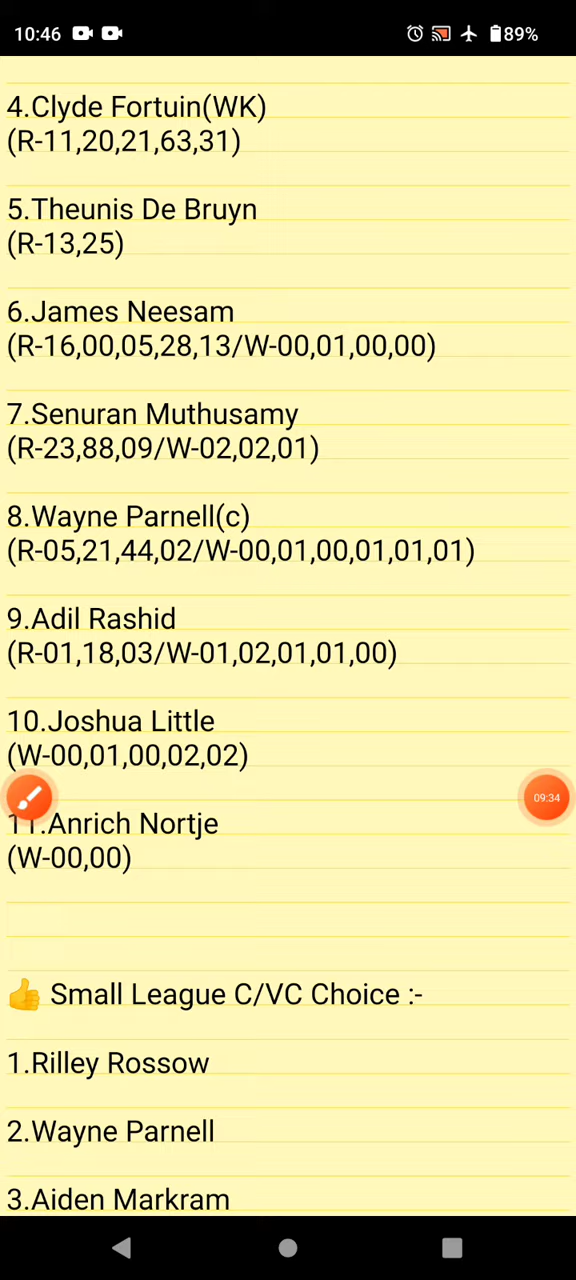 10:46 89%
4.Clyde Fortuin(WK)
(R-11,20,21,63,31)
5.Theunis De Bruyn
(R-13,25)
6.James Neesam
(R-16,00,05,28,13/W-00,01,00,00)
7.Senuran Muthusamy
(R-23,88,09/W-02,02,01)
8.Wayne Parnell(c)
(R-05,21,44,02/W-00,01,00,01,01,01)
9.Adil Rashid
(R-01,18,03/W-01,02,01,01,00)
10.Joshua Little
(W-00,01,00,02,02)
09:34
11.Anrich Nortje
(W-00,00)
👍 Small League C/VC Choice :-
1.Rilley Rossow
2.Wayne Parnell
3.Aiden Markram